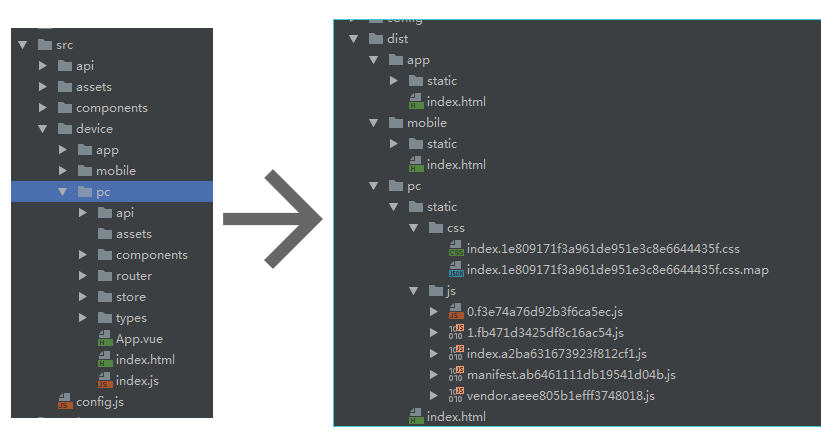 src
api
assets
components
device
app
mobile
pc
api
assets
components
router
store
types
App.vue
index.html
index.js
config.js
config
dist
app
static
index.html
mobile
static
index.html
pc
static
css
index.1e809171f3a961de951e3c8e6644435f.css
index.1e809171f3a961de951e3c8e6644435f.css.map
js
0.f3e74a76d92b3f6ca5ec.js
1.fb471d3425df8c16ac54.js
index.a2ba631673923f812cf1.js
manifest.ab6461111db19541d04b.js
vendor.aeee805b1efff3748018.js
index.html